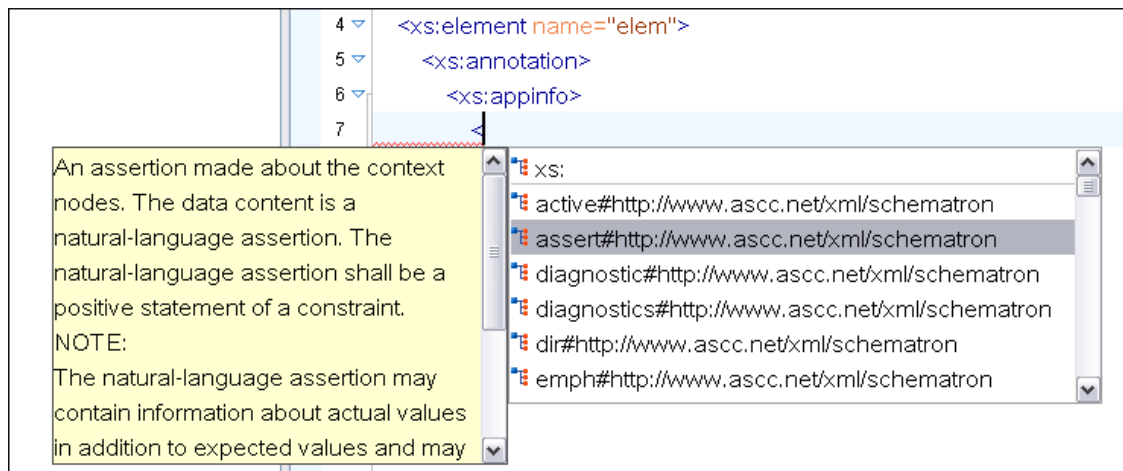 4 <xs:element name="elem">
5 <xs:annotation>
6 <xs:appinfo>
7 <
An assertion made about the context
nodes. The data content is a
natural-language assertion. The
natural-language assertion shall be a
positive statement of a constraint.
NOTE:
The natural-language assertion may
contain information about actual values
in addition to expected values and may
xs:
active#http://www.ascc.net/xml/schematron
assert#http://www.ascc.net/xml/schematron
diagnostic#http://www.ascc.net/xml/schematron
diagnostics#http://www.ascc.net/xml/schematron
dir#http://www.ascc.net/xml/schematron
emph#http://www.ascc.net/xml/schematron